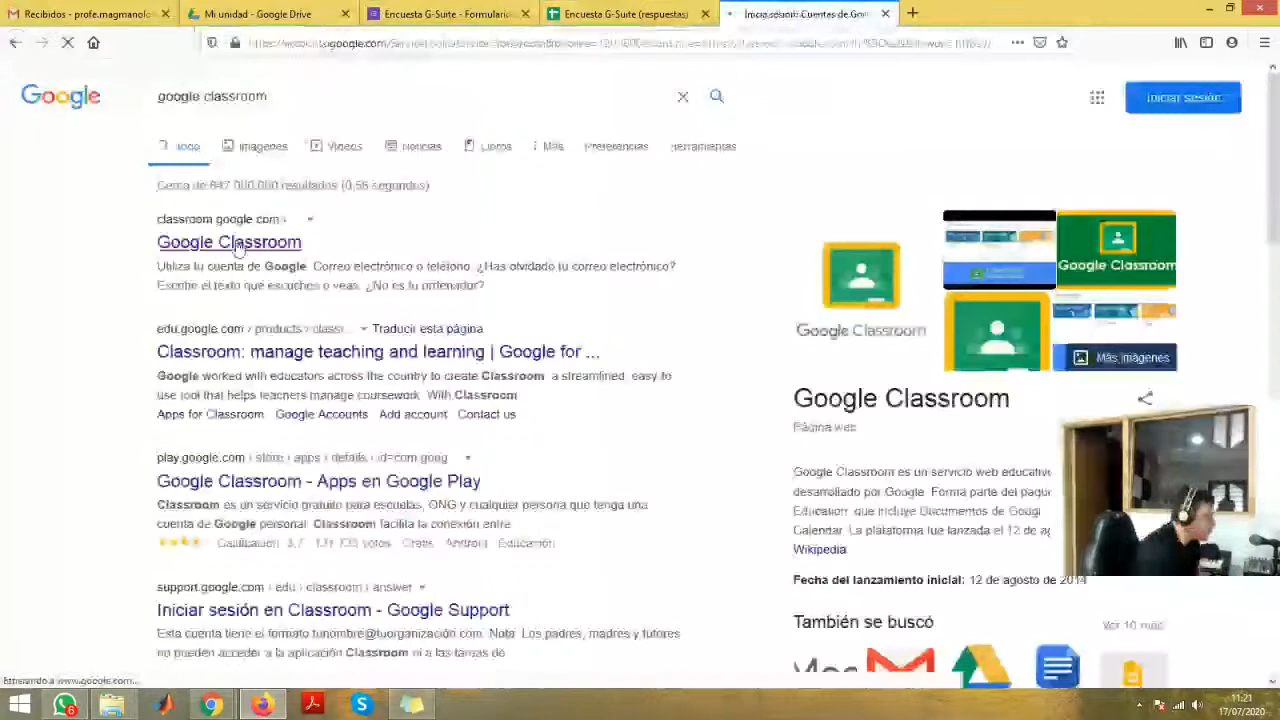 Recibidos - profe.magmanol
Mi unidad - Google Drive
Encuesta G-Suite - Formulario
Encuesta G-Suite (respuestas)
Inicia sesión: Cuentas de Goo
Google
google classroom
Iniciar sesión
Todo
Imágenes
Vídeos
Noticias
Libros
Más
Preferencias
Herramientas
Cerca de 847.000.000 resultados (0,56 segundos)
classroom.google.com
Google Classroom
Utiliza tu cuenta de Google. Correo electrónico o teléfono. ¿Has olvidado tu correo electrónico?
Escribe el texto que escuches o veas. ¿No es tu ordenador?
edu.google.com › products › classr... Traducir esta página
Classroom: manage teaching and learning | Google for ...
Google worked with educators across the country to create Classroom: a streamlined, easy-to-
use tool that helps teachers manage coursework. With Classroom,
Apps for Classroom Google Accounts Add account Contact us
play.google.com › store › apps › details › id=com.goog
Google Classroom - Apps en Google Play
Classroom es un servicio gratuito para escuelas, ONG y cualquier persona que tenga una
cuenta de Google personal. Classroom facilita la conexión entre
Calificación votos Gratis Android Educación
support.google.com › edu › classroom › answer
Iniciar sesión en Classroom - Google Support
Esta cuenta tiene el formato tunombre@tuorganización.com. Nota: Los padres, madres y tutores
no pueden acceder a la aplicación Classroom ni a las tareas de
Google Classroom
Google Classroom
Más imágenes
Google Classroom
Página web
Google Classroom es un servicio web educativo
desarrollado por Google. Forma parte del paqu
Education, que incluye Documentos de Googl
Calendar. La plataforma fue lanzada el 12 de ag
Wikipedia
Fecha del lanzamiento inicial: 12 de agosto de 2014
También se buscó
Ver 10 más
6
11:21
17/07/2020